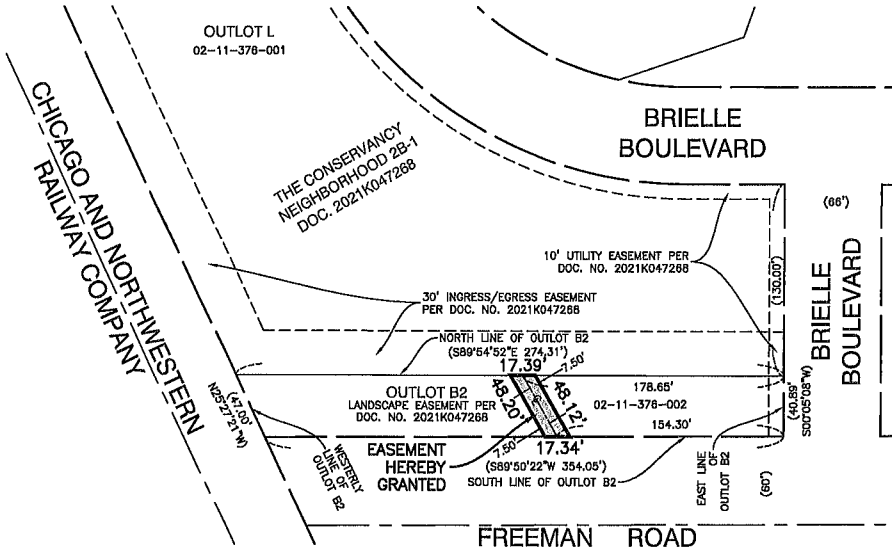 OUTLOT L
02-11-376-001
CHICAGO AND NORTHWESTERN
RAILWAY COMPANY
THE CONSERVANCY
NEIGHBORHOOD 2B-1
DOC. 2021K047268
BRIELLE
BOULEVARD
(66')
BRIELLE
BOULEVARD
10' UTILITY EASEMENT PER
DOC. NO. 2021K047268
(130.00')
30' INGRESS/EGRESS EASEMENT
PER DOC. NO. 2021K047268
NORTH LINE OF OUTLOT B2
(S89°54'52"E 274.31')
17.39'
7.50'
OUTLOT B2
LANDSCAPE EASEMENT PER
DOC. NO. 2021K047268
48.20'
48.12'
178.65'
02-11-376-002
154.30'
(40.89')
S00°05'08"W
(47.00')
N25°27'21"W)
WESTERLY
LINE OF
OUTLOT B2
EASEMENT
HEREBY
GRANTED
7.50'
17.34'
(S89°50'22"W 354.05')
SOUTH LINE OF OUTLOT B2
EAST LINE OF
OUTLOT B2
(60')
FREEMAN ROAD